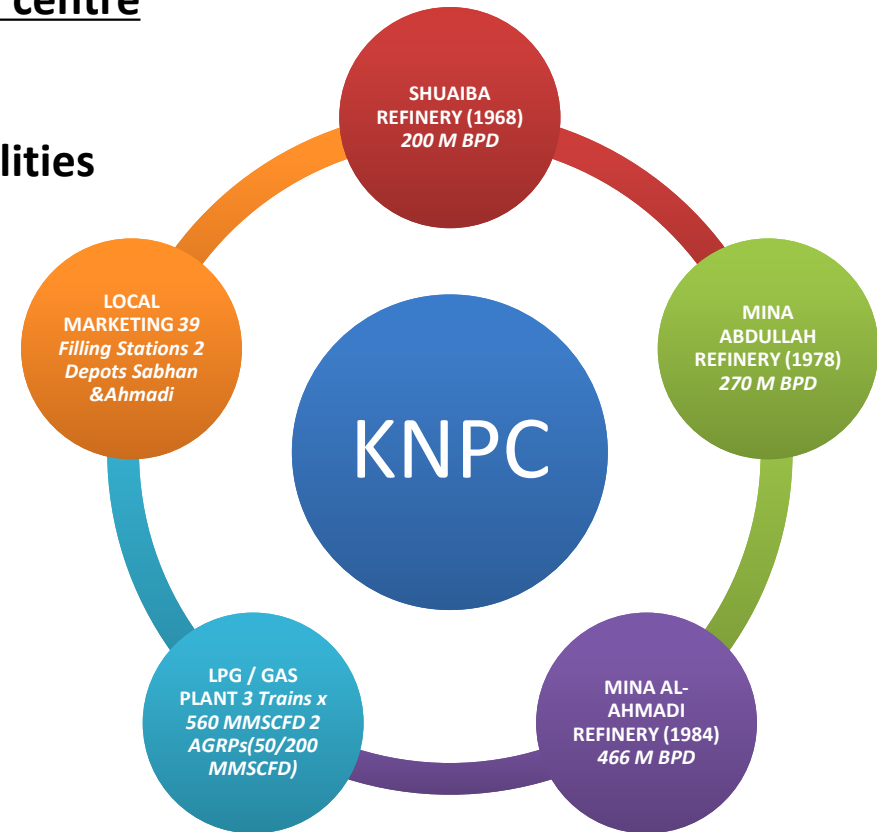 centre
lities
SHUAIBA
REFINERY (1968)
200 M BPD
MINA
ABDULLAH
REFINERY (1978)
270 M BPD
MINA AL-
AHMADI
REFINERY (1984)
466 M BPD
LPG / GAS
PLANT 3 Trains x
560 MMSCFD 2
AGRPs(50/200
MMSCFD)
LOCAL
MARKETING 39
Filling Stations 2
Depots Sabhan
&Ahmadi
KNPC